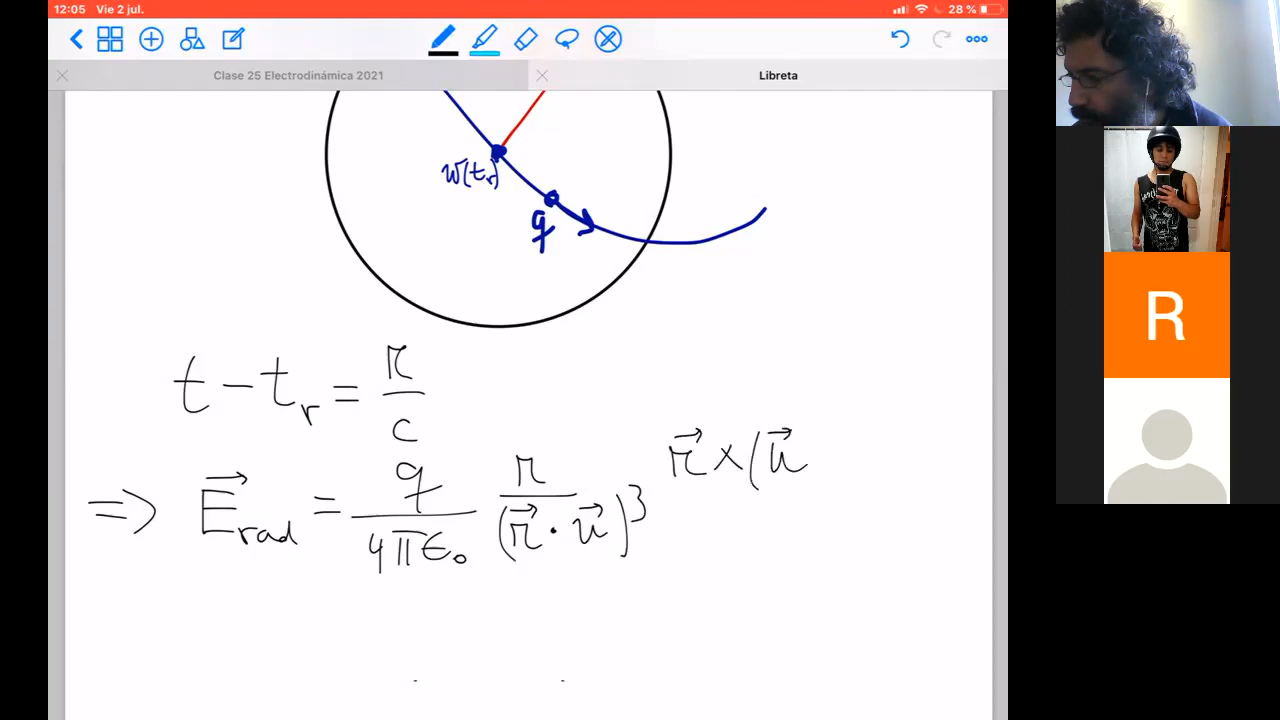 12:05 Vie 2 jul. 28 %
Clase 25 Electrodinámica 2021 Libreta
w(tᵣ)
q
t - tᵣ = 𝓇/c
=> E⃗rad = q/(4πε₀) 𝓇/(𝓇⃗ · u⃗)³ 𝓇⃗ × (u⃗
R